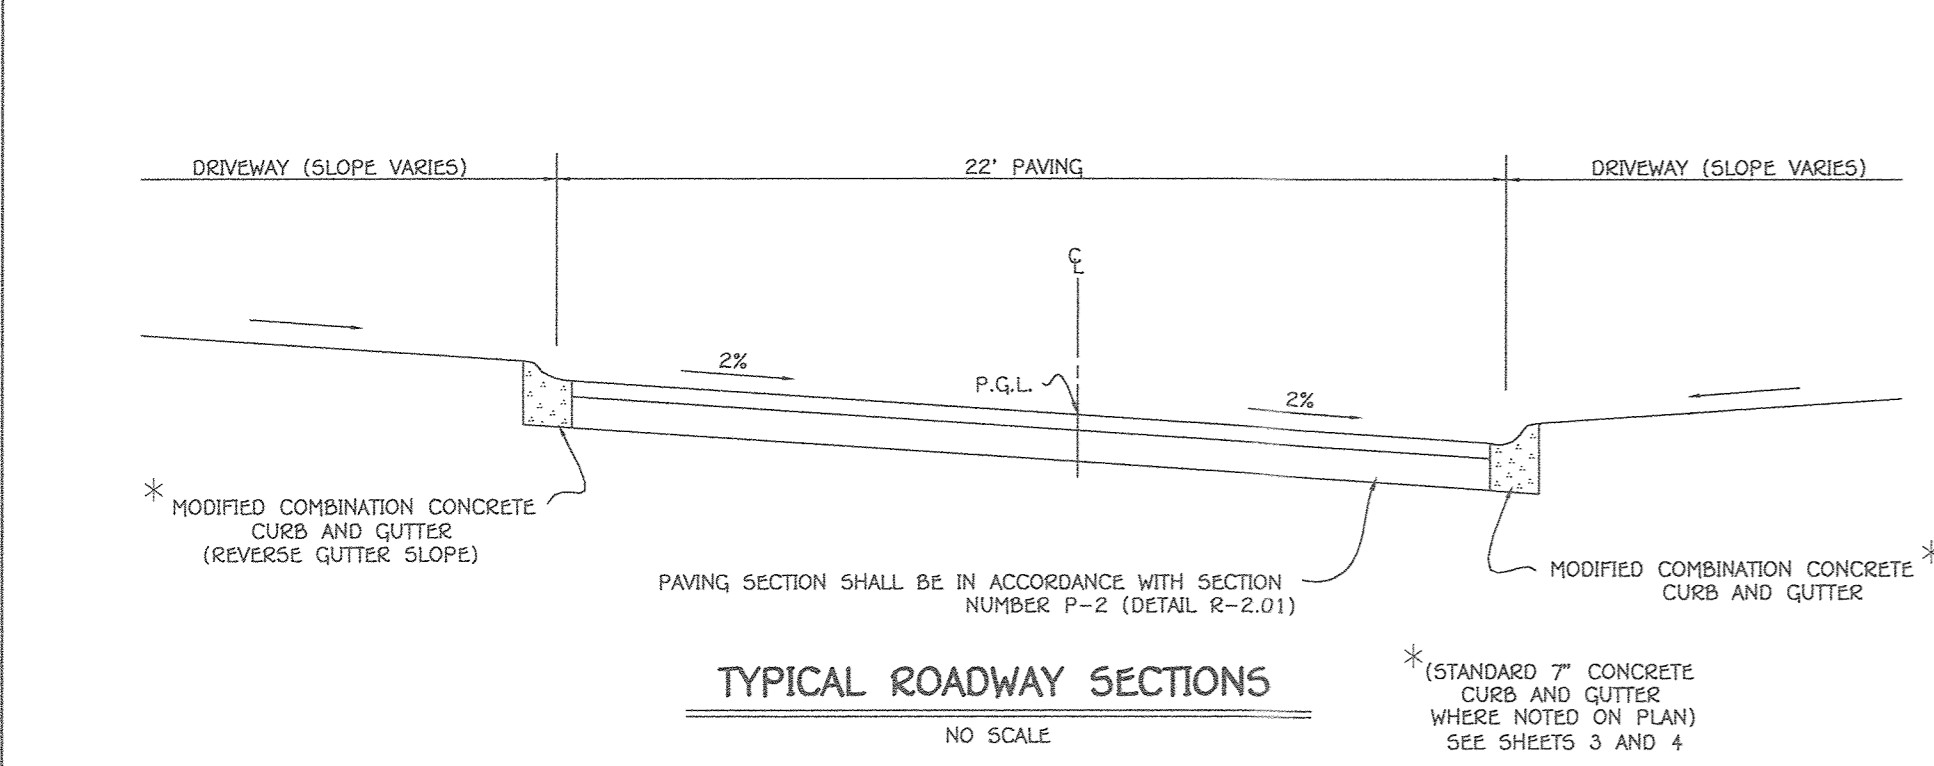 DRIVEWAY (SLOPE VARIES)
22' PAVING
DRIVEWAY (SLOPE VARIES)
℄
2%
P.G.L.
2%
* MODIFIED COMBINATION CONCRETE
CURB AND GUTTER
(REVERSE GUTTER SLOPE)
PAVING SECTION SHALL BE IN ACCORDANCE WITH SECTION
NUMBER P-2 (DETAIL R-2.01)
MODIFIED COMBINATION CONCRETE *
CURB AND GUTTER
TYPICAL ROADWAY SECTIONS
NO SCALE
* (STANDARD 7" CONCRETE
CURB AND GUTTER
WHERE NOTED ON PLAN)
SEE SHEETS 3 AND 4